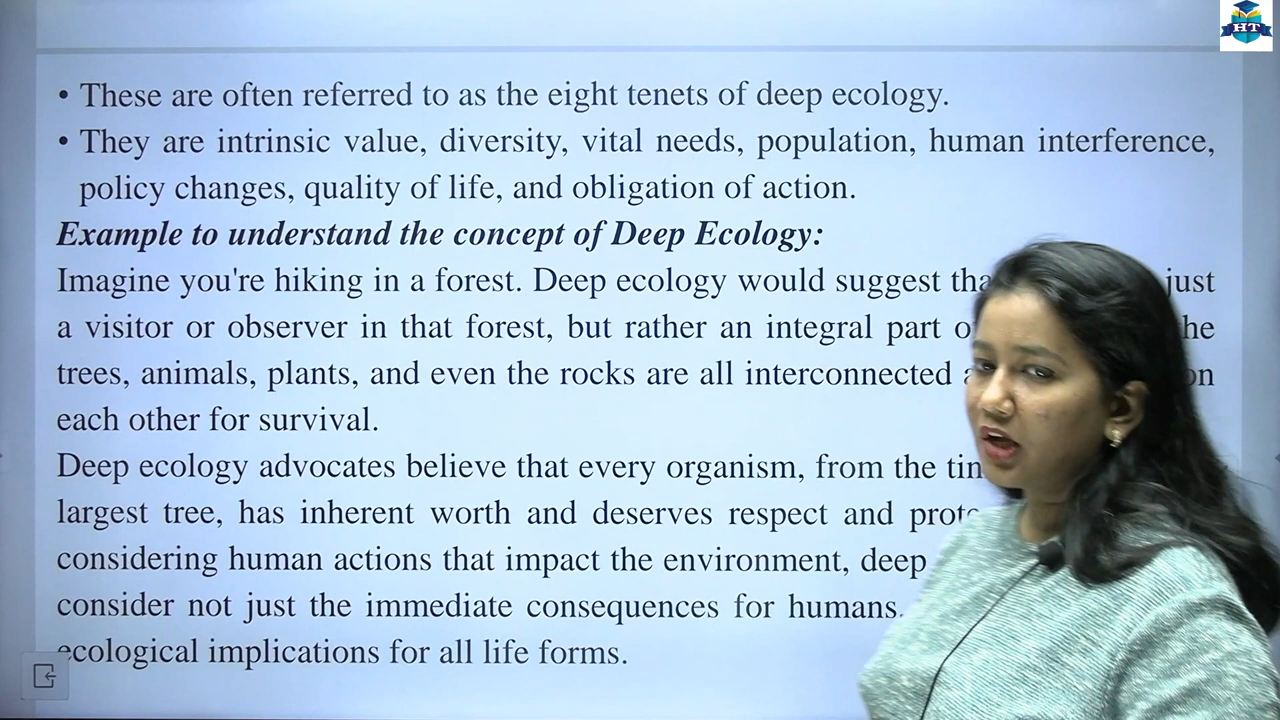 HT
• These are often referred to as the eight tenets of deep ecology.
• They are intrinsic value, diversity, vital needs, population, human interference,
policy changes, quality of life, and obligation of action.
Example to understand the concept of Deep Ecology:
Imagine you're hiking in a forest. Deep ecology would suggest just
a visitor or observer in that forest, but rather an integral part
trees, animals, plants, and even the rocks are all interconnected
each other for survival.
Deep ecology advocates believe that every organism, from the
largest tree, has inherent worth and deserves respect and
considering human actions that impact the environment, deep
consider not just the immediate consequences for humans
ecological implications for all life forms.